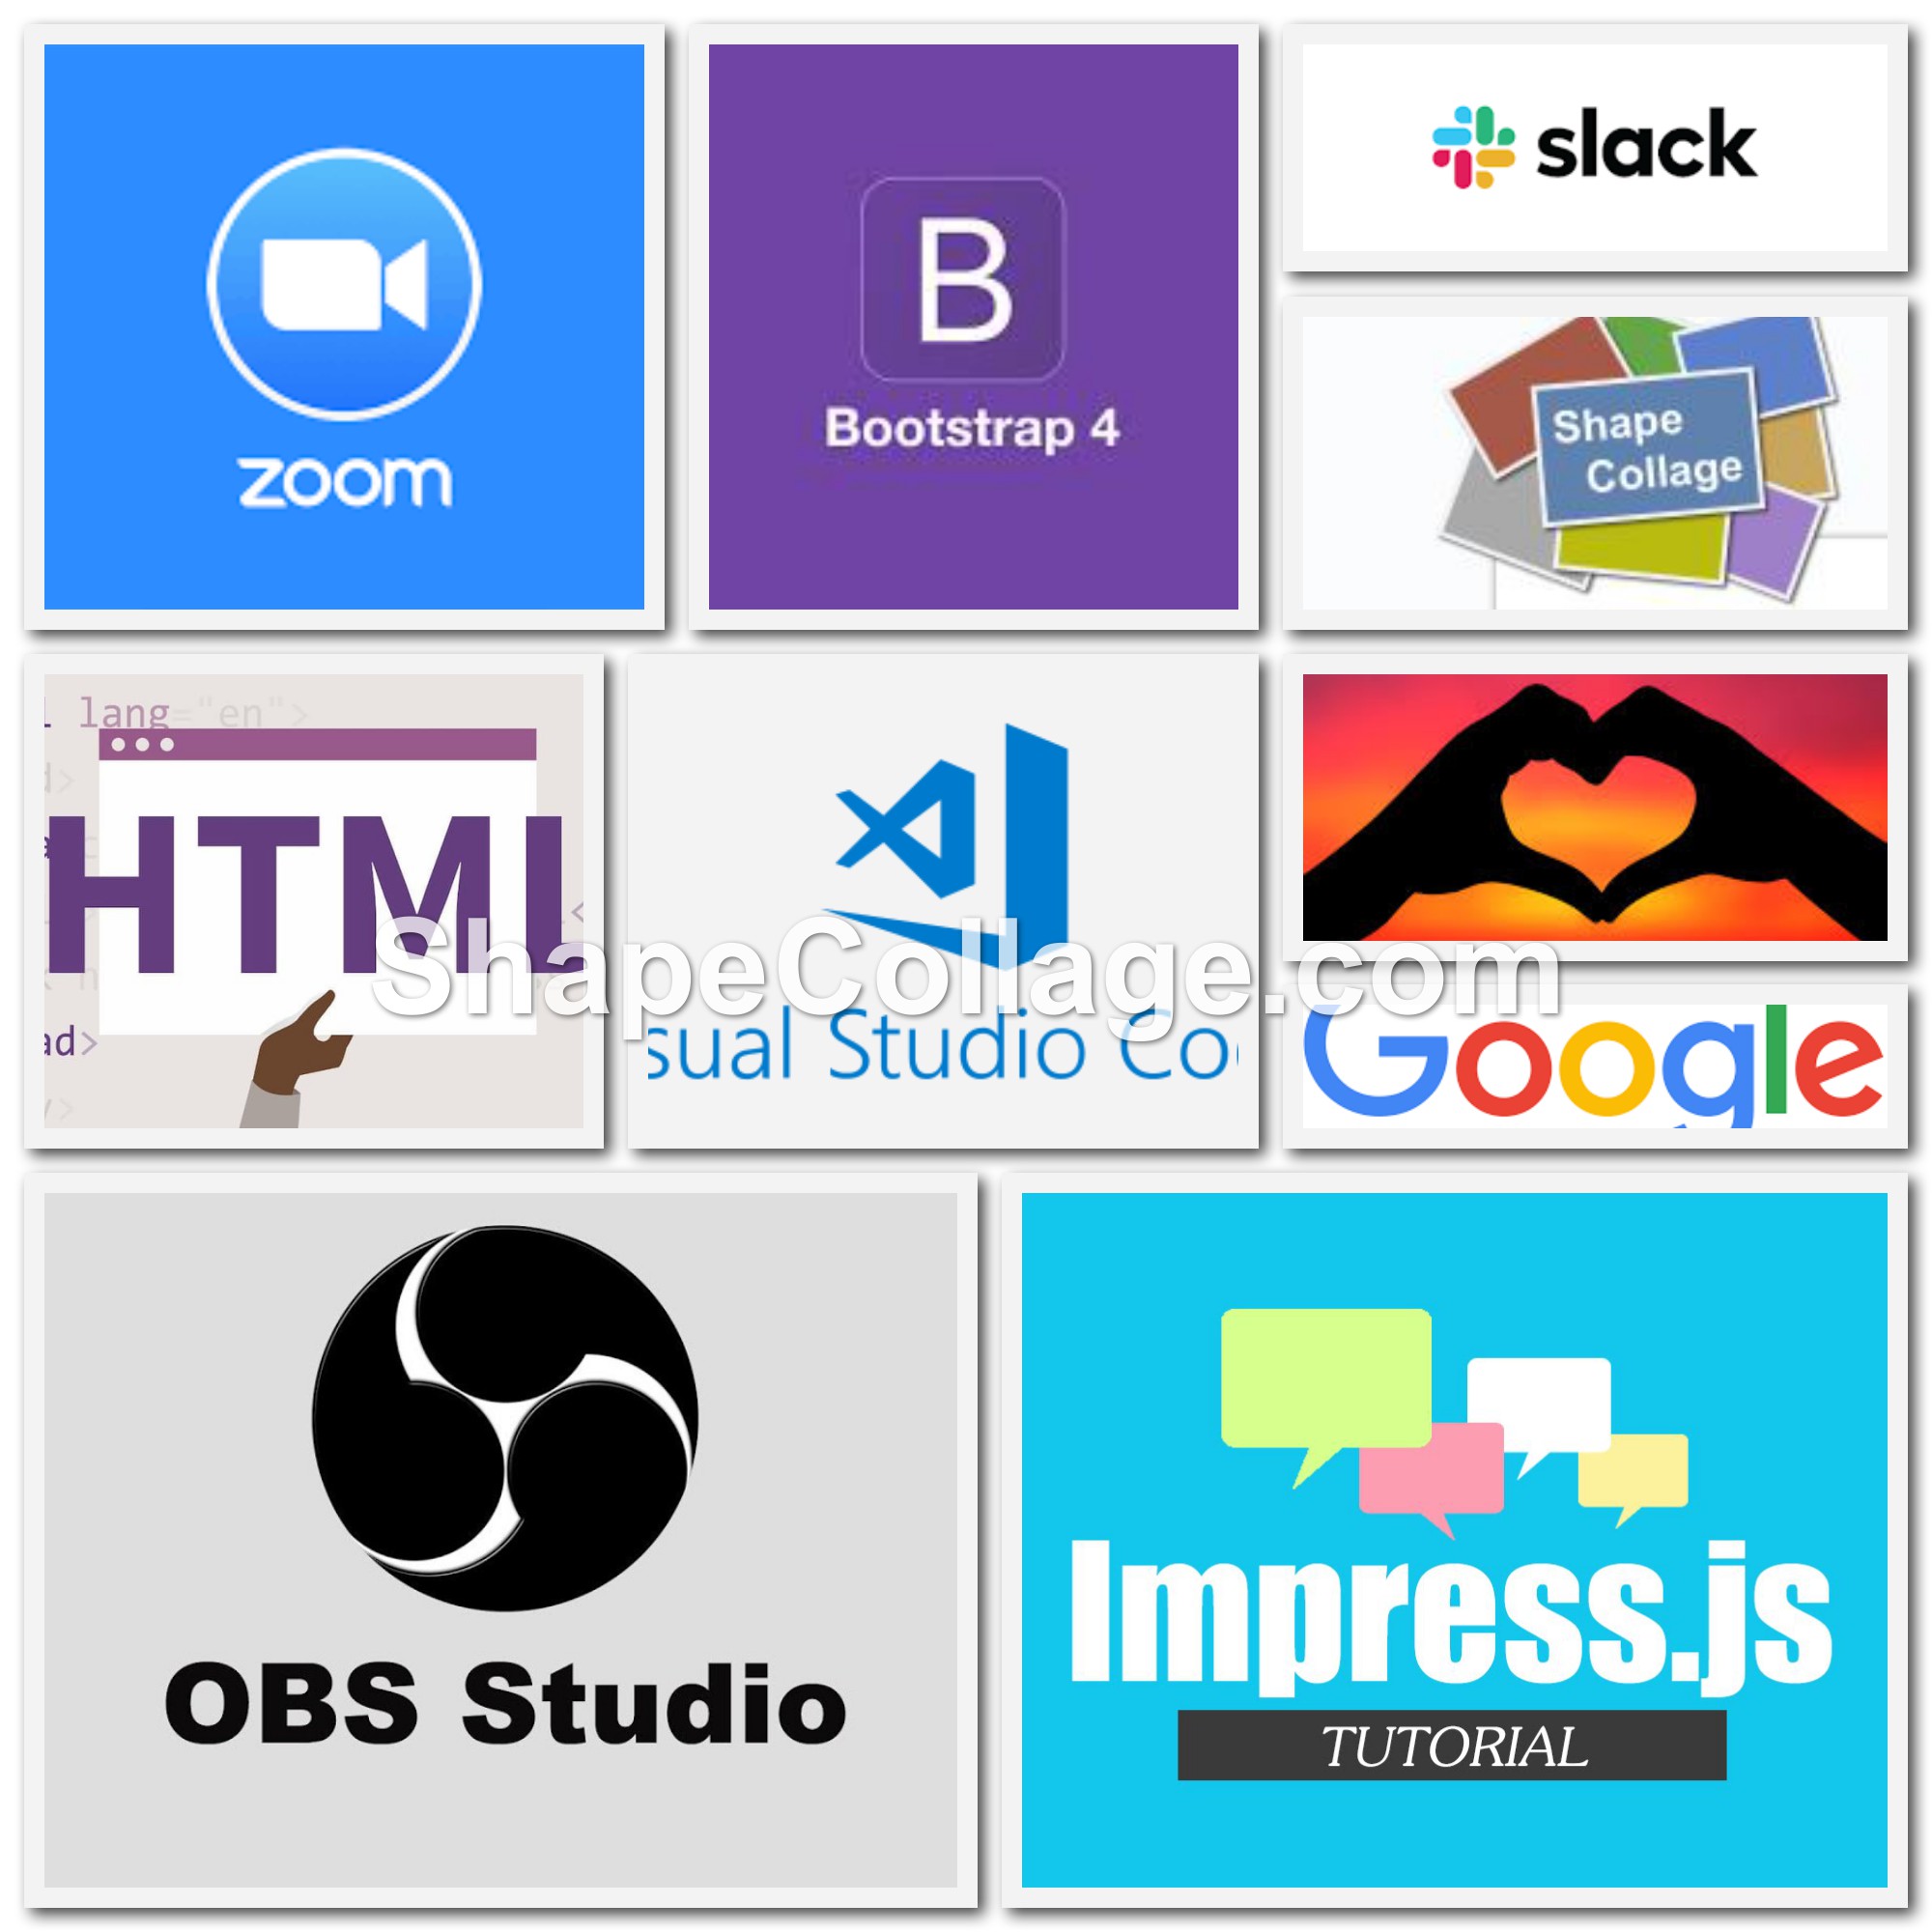 zoom
B
Bootstrap 4
slack
Shape
Collage
lang="en">
HTML
ad>
ShapeCollage.com
sual Studio Co
Google
OBS Studio
Impress.js
TUTORIAL